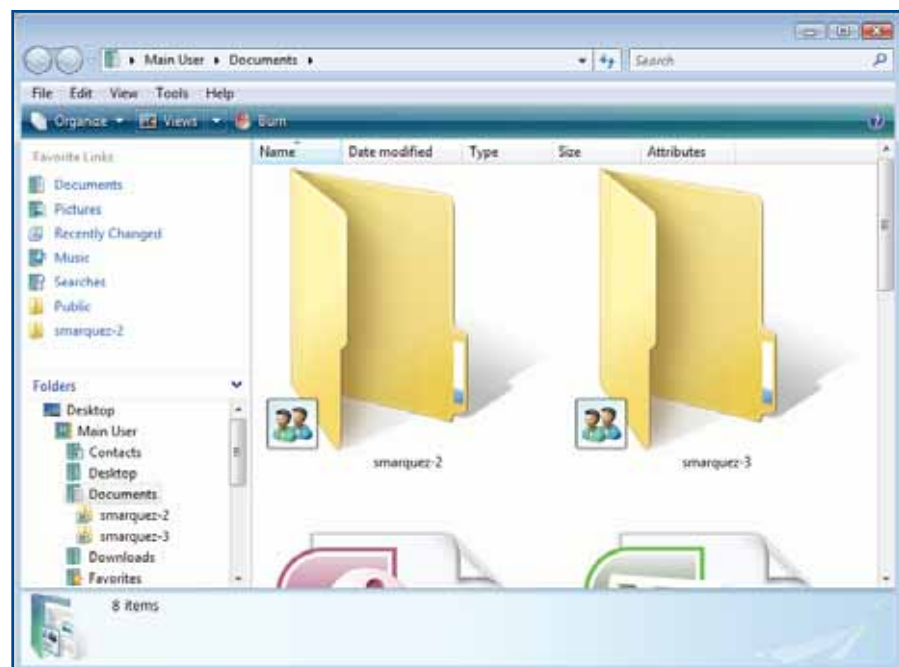 Main User Documents
Search
File Edit View Tools Help
Organize Views Burn
Favorite Links
Documents
Pictures
Recently Changed
Music
Searches
Public
smarquez-2
Folders
Desktop
Main User
Contacts
Desktop
Documents
smarquez-2
smarquez-3
Downloads
Favorites
Name Date modified Type Size Attributes
smarquez-2 smarquez-3
8 items